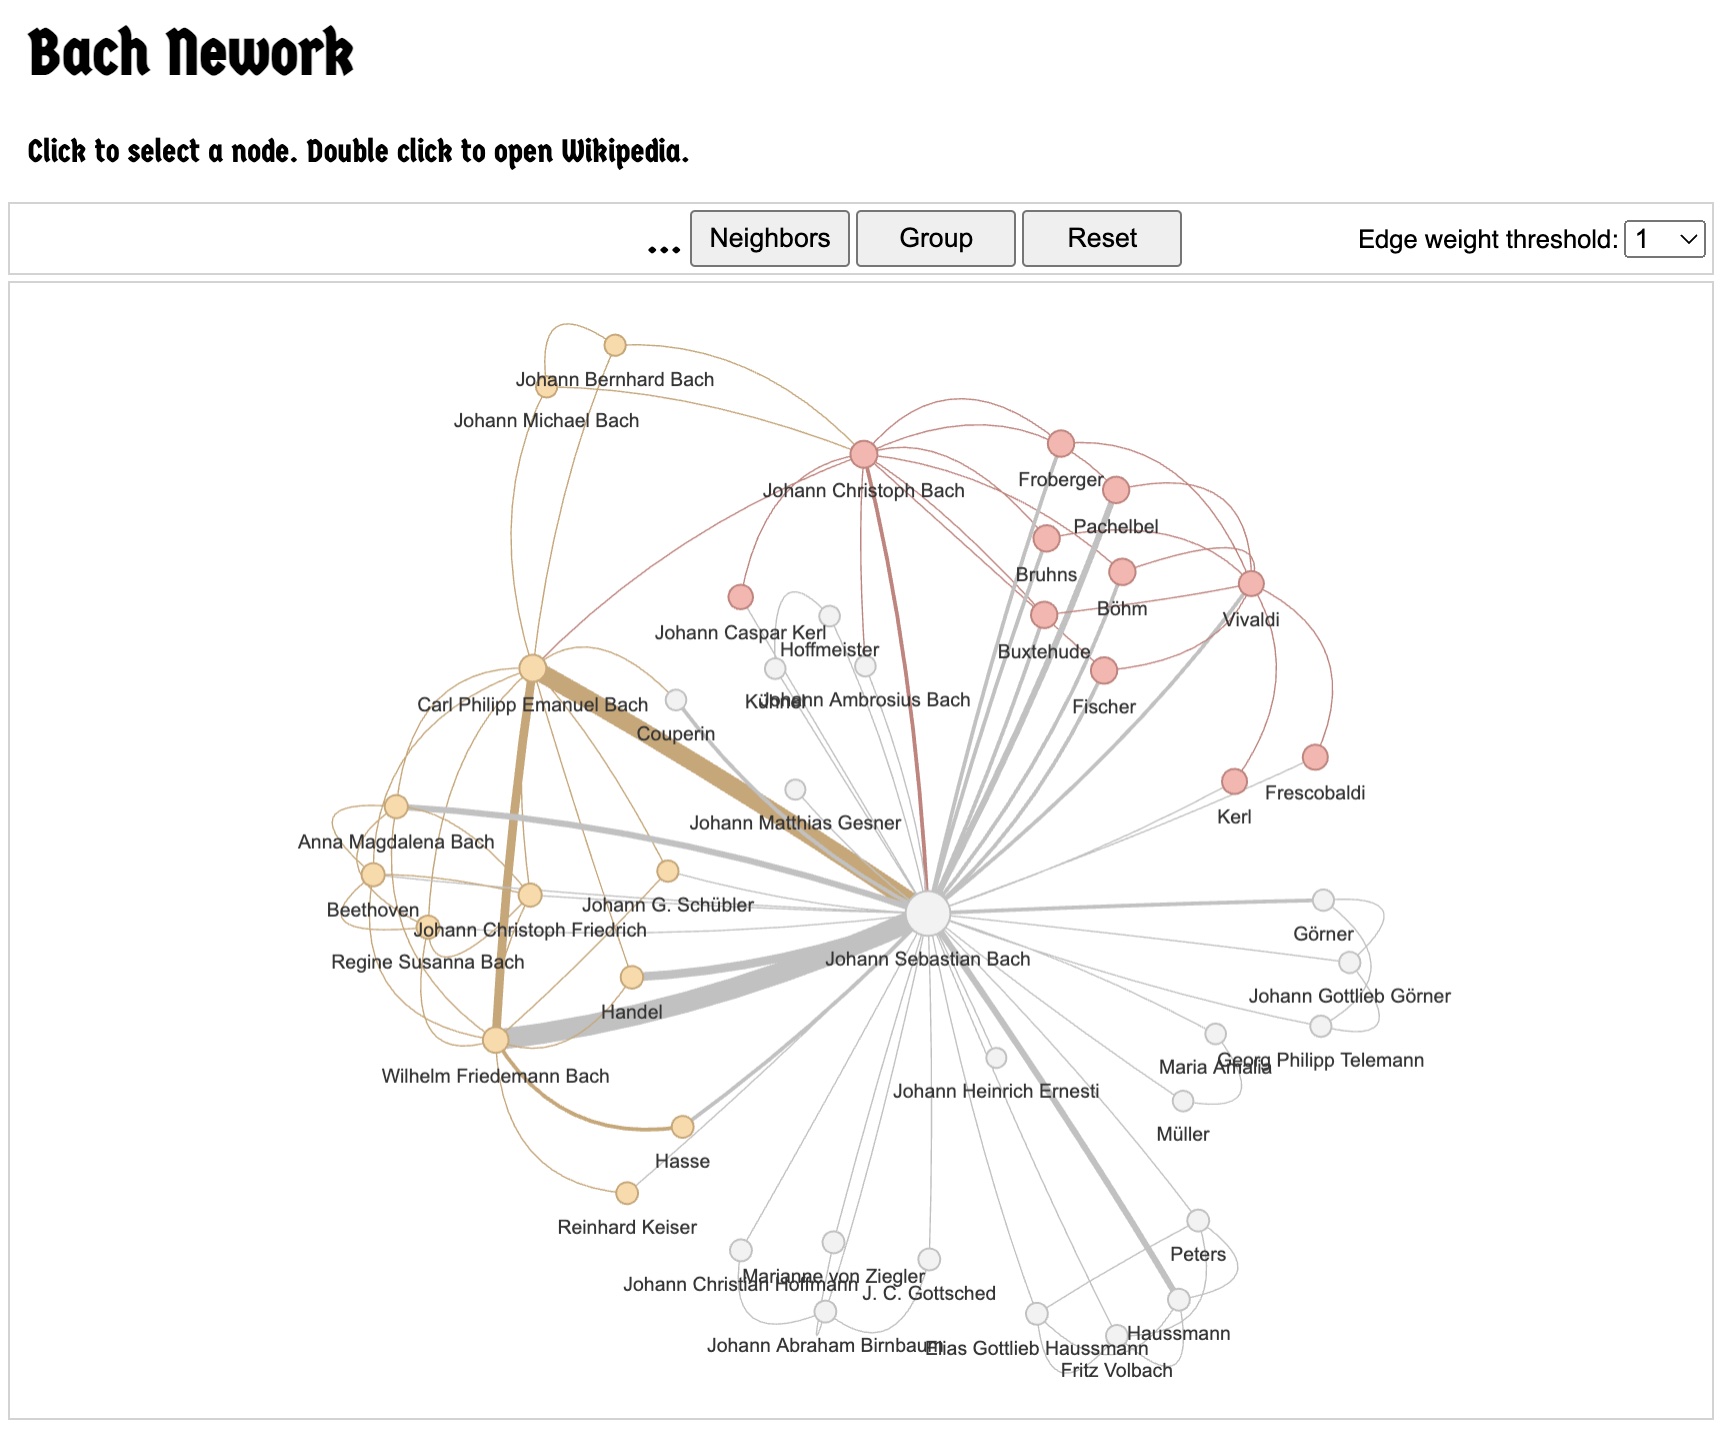 Bach Nework
Click to select a node. Double click to open Wikipedia.
... Neighbors Group Reset Edge weight threshold: 1
Johann Bernhard Bach
Johann Michael Bach
Johann Christoph Bach
Froberger
Pachelbel
Bruhns
Böhm
Vivaldi
Johann Caspar Kerl
Hoffmeister
Buxtehude
Johann Ambrosius Bach
Carl Philipp Emanuel Bach
Fischer
Couperin
Frescobaldi
Kerl
Johann Matthias Gesner
Anna Magdalena Bach
Johann G. Schübler
Beethoven
Johann Christoph Friedrich
Görner
Johann Sebastian Bach
Regine Susanna Bach
Johann Gottlieb Görner
Handel
Maria Amalia
Georg Philipp Telemann
Wilhelm Friedemann Bach
Johann Heinrich Ernesti
Müller
Hasse
Reinhard Keiser
Peters
Marianne von Ziegler
Johann Christian Hoffmann
J. C. Gottsched
Haussmann
Johann Abraham Birnbaum
Elias Gottlieb Haussmann
Fritz Volbach